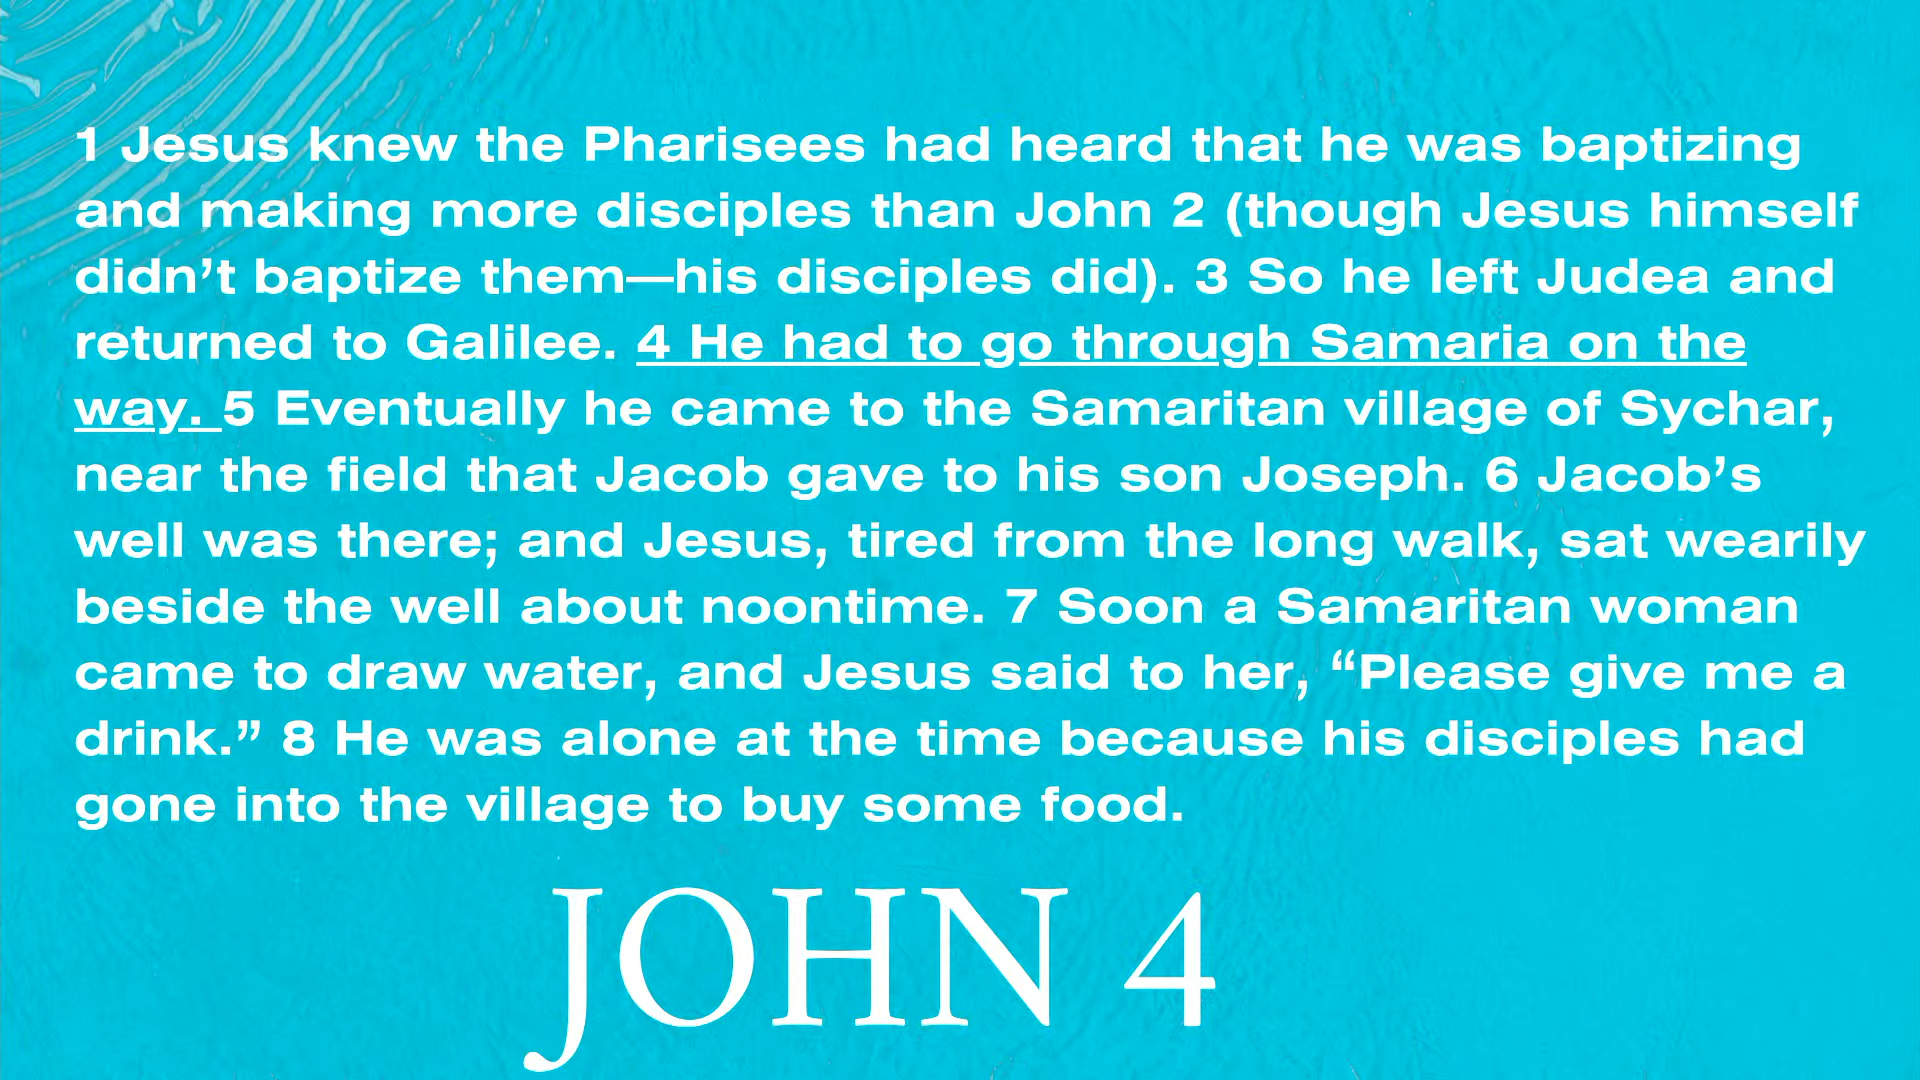 1 Jesus knew the Pharisees had heard that he was baptizing
and making more disciples than John 2 (though Jesus himself
didn’t baptize them—his disciples did). 3 So he left Judea and
returned to Galilee. 4 He had to go through Samaria on the
way. 5 Eventually he came to the Samaritan village of Sychar,
near the field that Jacob gave to his son Joseph. 6 Jacob’s
well was there; and Jesus, tired from the long walk, sat wearily
beside the well about noontime. 7 Soon a Samaritan woman
came to draw water, and Jesus said to her, “Please give me a
drink.” 8 He was alone at the time because his disciples had
gone into the village to buy some food.
JOHN 4